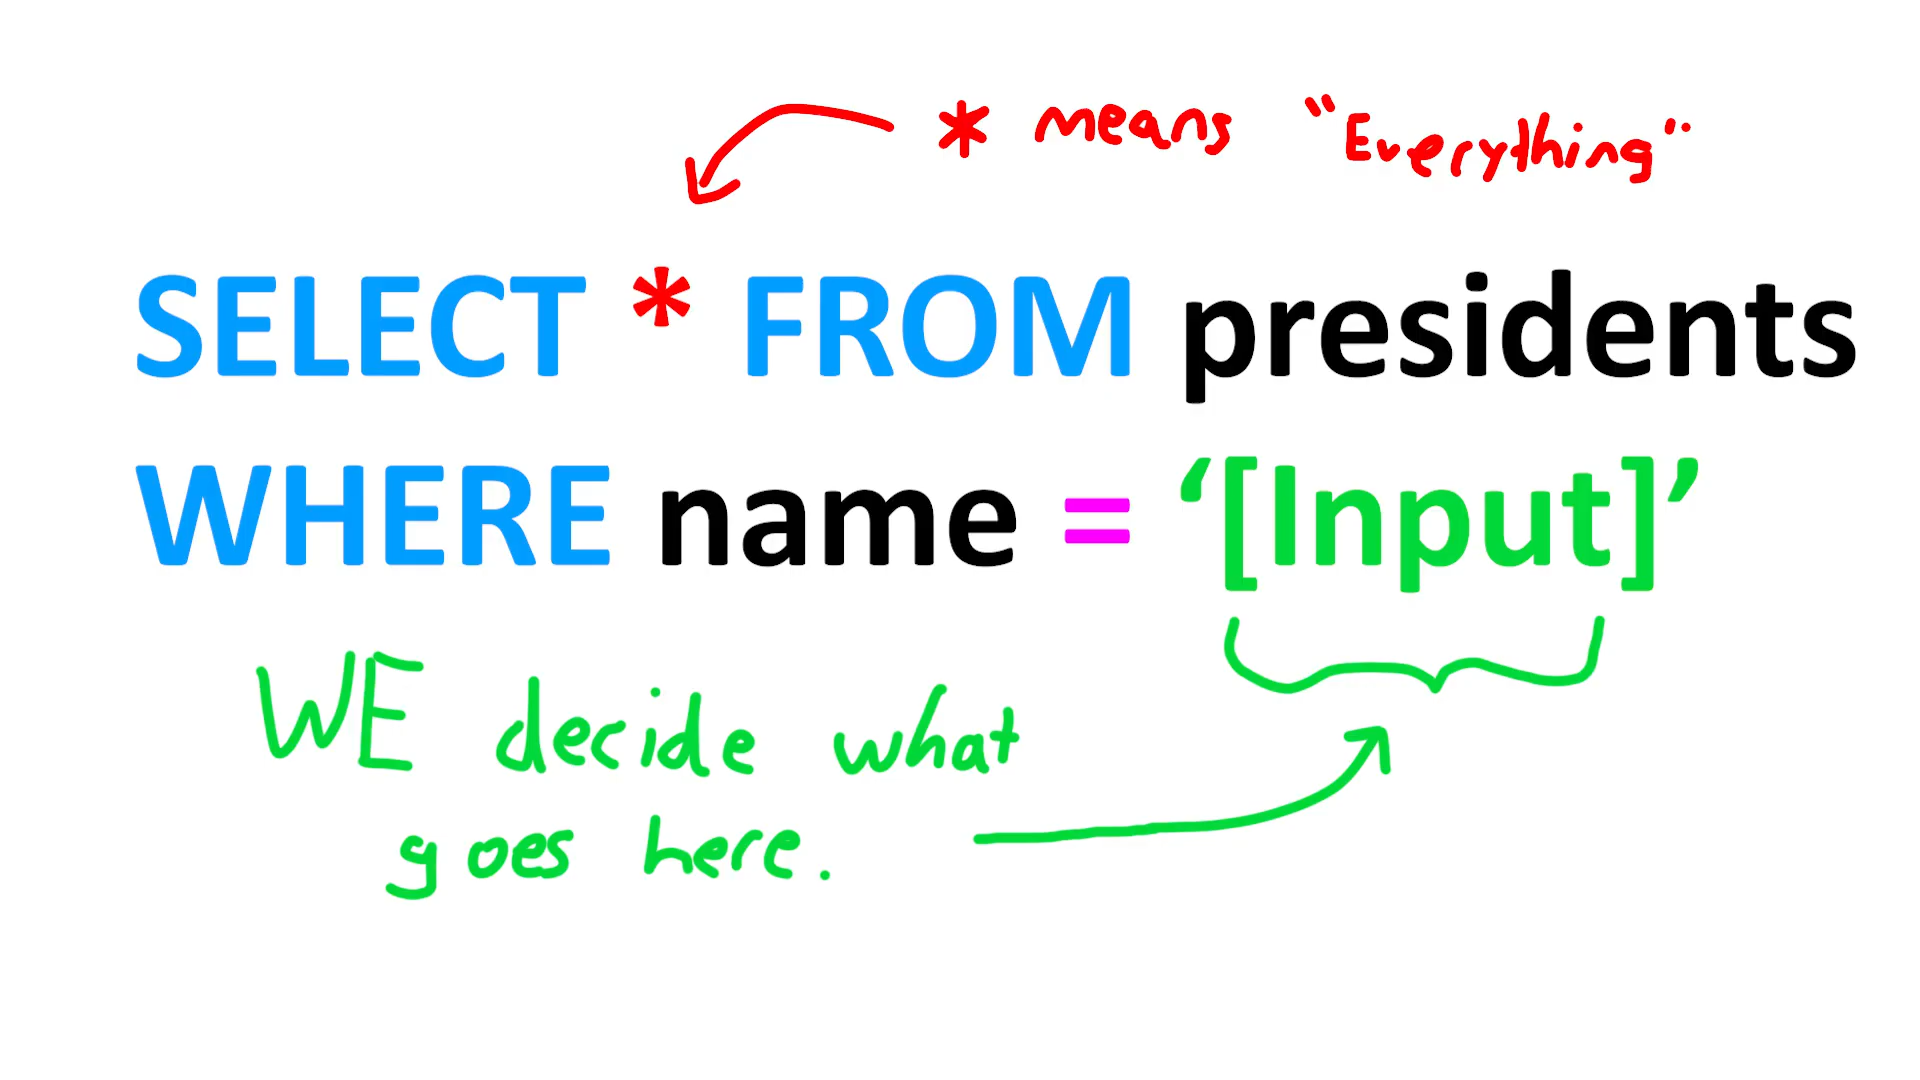 * means "Everything"
SELECT * FROM presidents
WHERE name = ‘[Input]’
WE decide what
goes here.